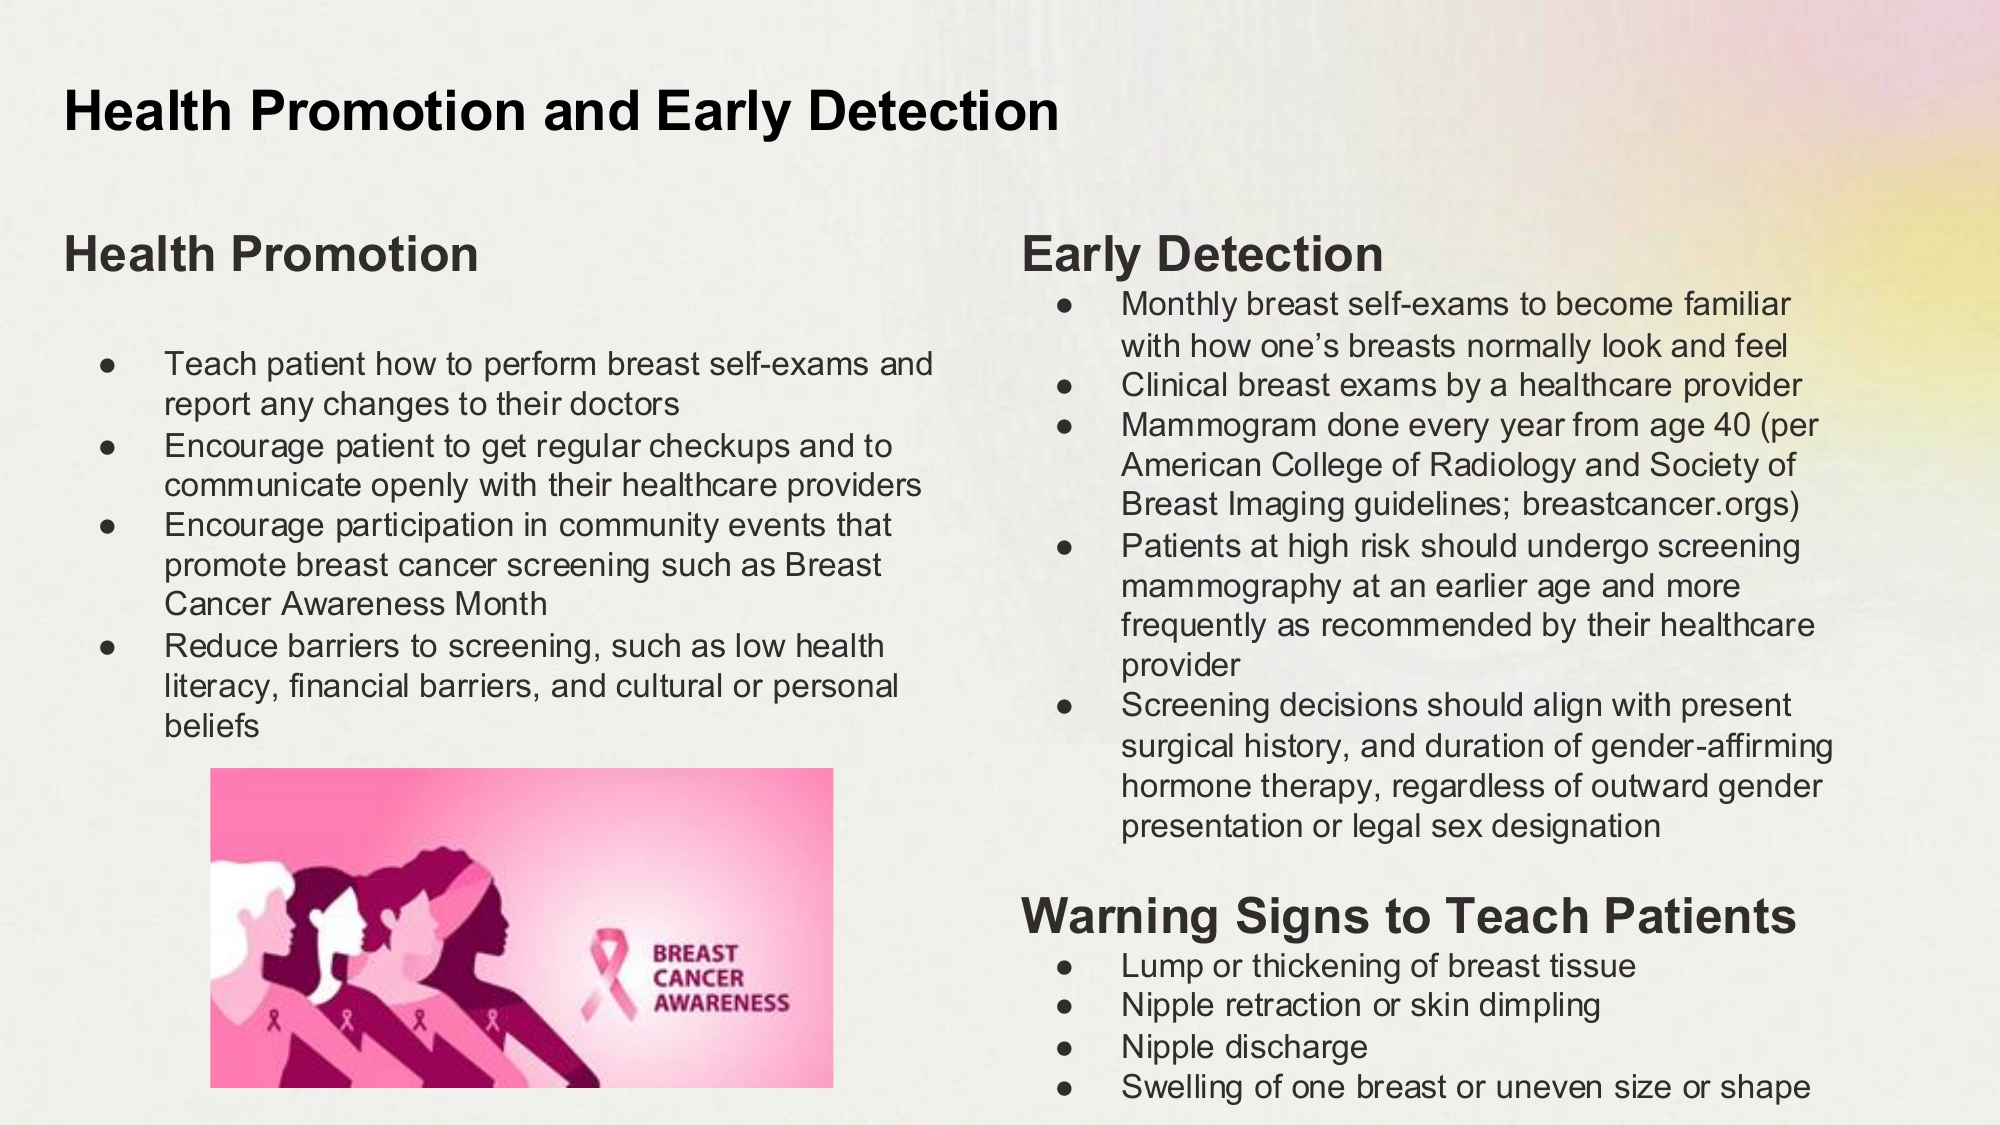 Health Promotion and Early Detection
Health Promotion
● Teach patient how to perform breast self-exams and
report any changes to their doctors
● Encourage patient to get regular checkups and to
communicate openly with their healthcare providers
● Encourage participation in community events that
promote breast cancer screening such as Breast
Cancer Awareness Month
● Reduce barriers to screening, such as low health
literacy, financial barriers, and cultural or personal
beliefs
BREAST
CANCER
AWARENESS
Early Detection
● Monthly breast self-exams to become familiar
with how one’s breasts normally look and feel
● Clinical breast exams by a healthcare provider
● Mammogram done every year from age 40 (per
American College of Radiology and Society of
Breast Imaging guidelines; breastcancer.orgs)
● Patients at high risk should undergo screening
mammography at an earlier age and more
frequently as recommended by their healthcare
provider
● Screening decisions should align with present
surgical history, and duration of gender-affirming
hormone therapy, regardless of outward gender
presentation or legal sex designation
Warning Signs to Teach Patients
● Lump or thickening of breast tissue
● Nipple retraction or skin dimpling
● Nipple discharge
● Swelling of one breast or uneven size or shape